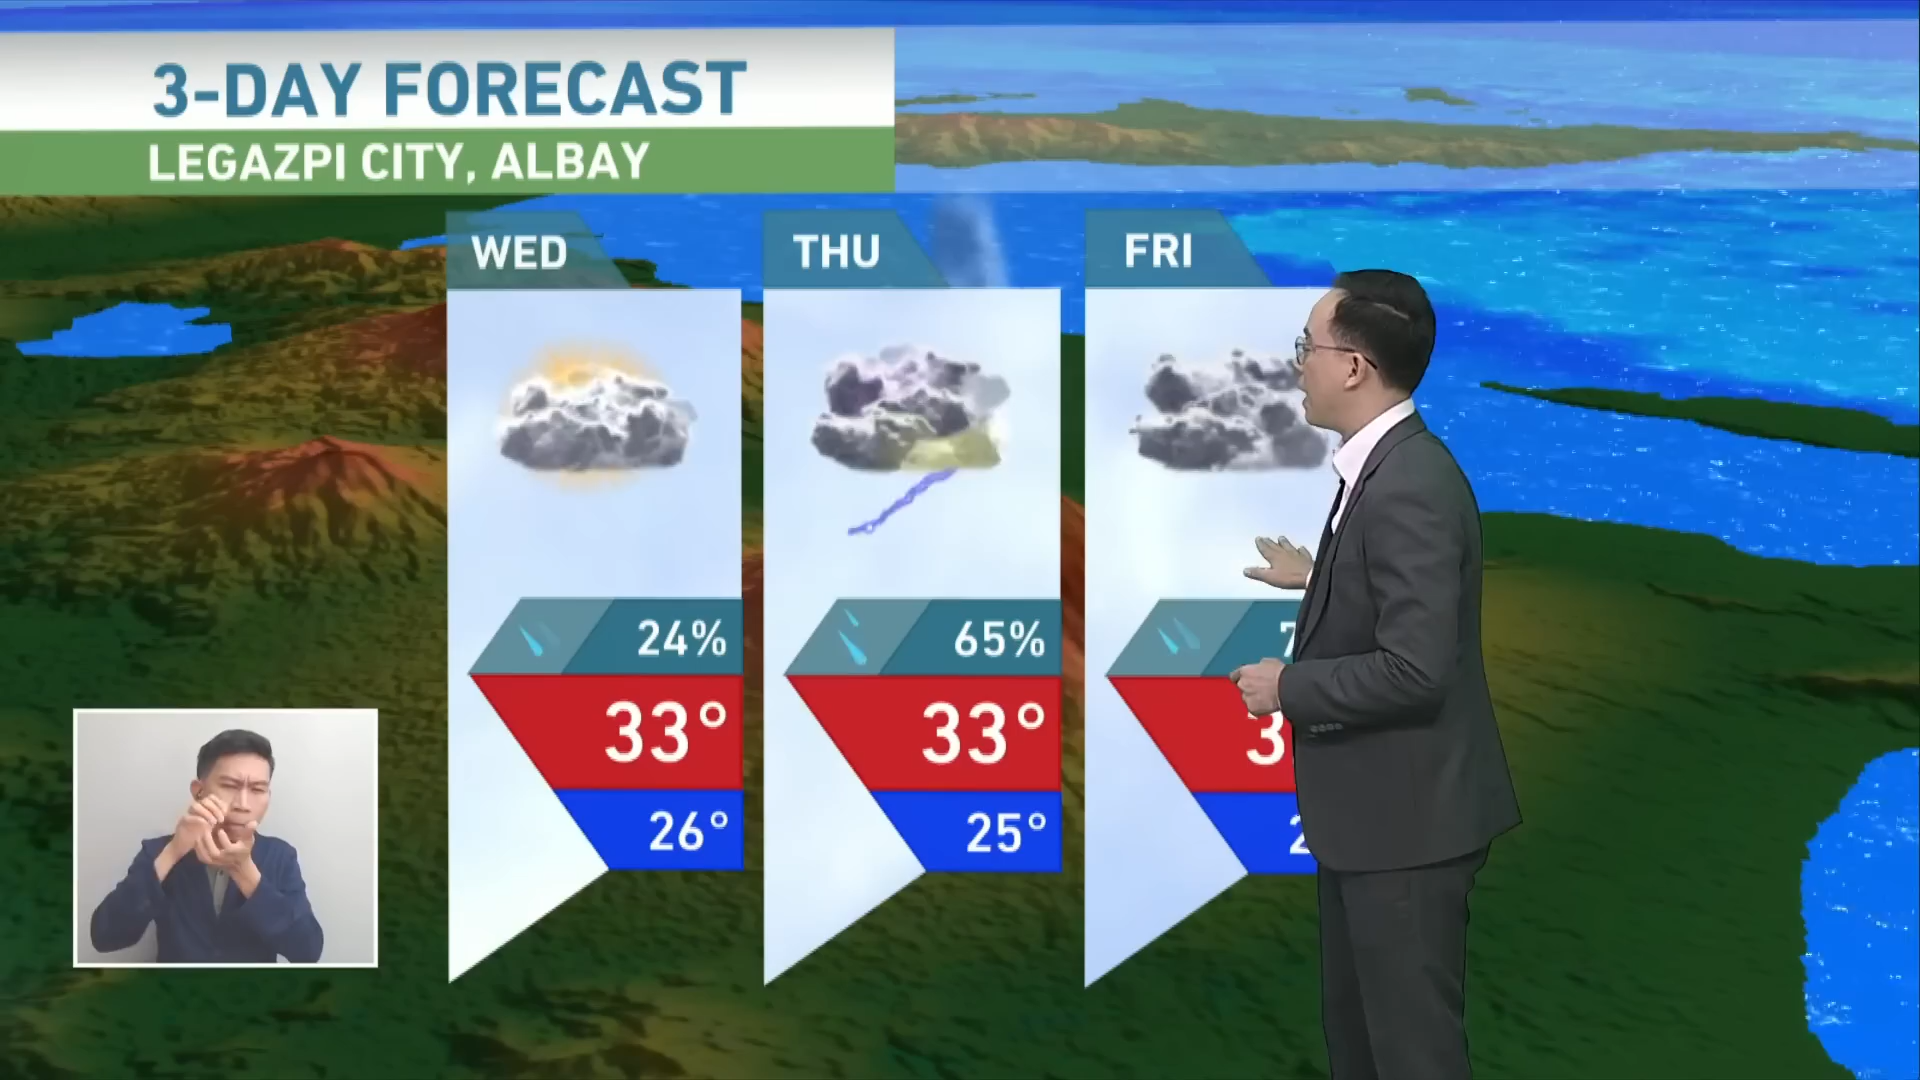 3-DAY FORECAST
LEGAZPI CITY, ALBAY
WED
24%
33°
26°
THU
65%
33°
25°
FRI